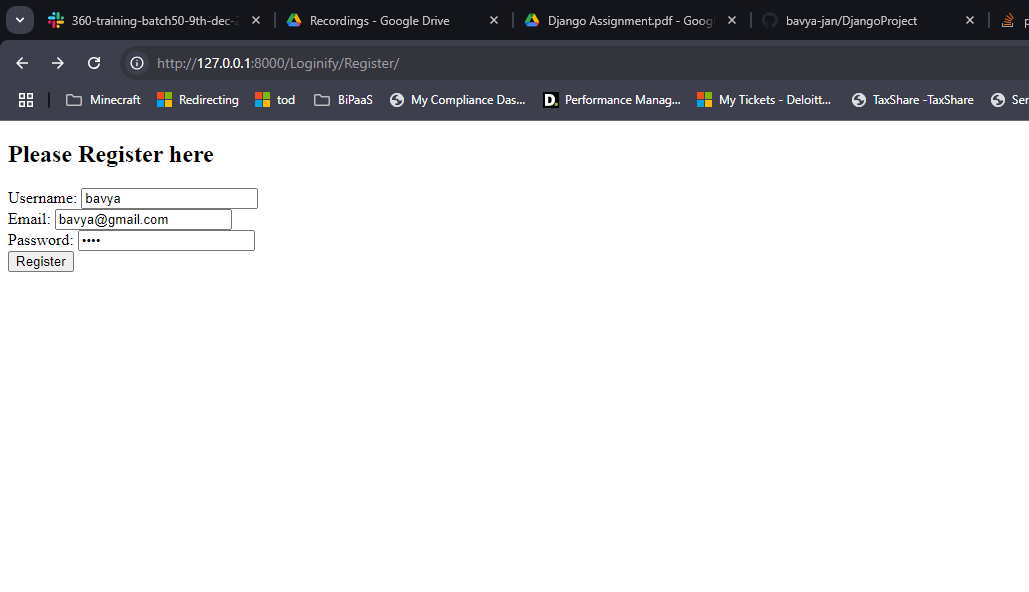 360-training-batch50-9th-dec-2
Recordings - Google Drive
Django Assignment.pdf - Googl
bavya-jan/DjangoProject
http://127.0.0.1:8000/Loginify/Register/
Minecraft
Redirecting
tod
BiPaaS
My Compliance Das...
Performance Manag...
My Tickets - Deloitt...
TaxShare -TaxShare
Ser
Please Register here
Username: bavya
Email: bavya@gmail.com
Password: ••••
Register